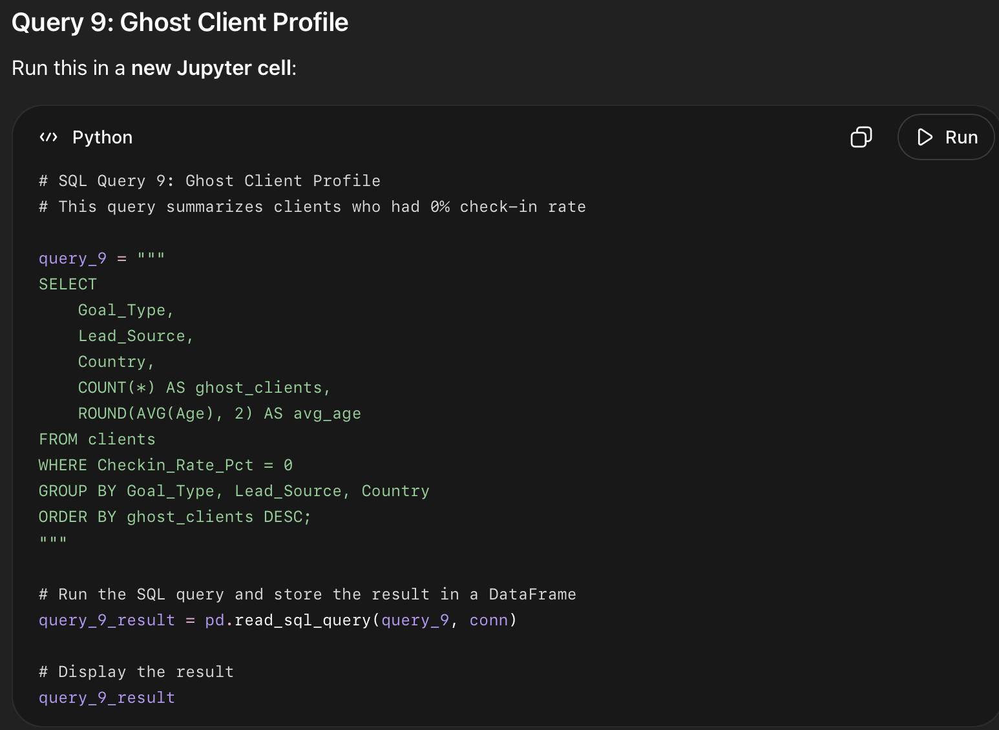 Query 9: Ghost Client Profile
Run this in a new Jupyter cell:
Python
Run
# SQL Query 9: Ghost Client Profile
# This query summarizes clients who had 0% check-in rate
query_9 = """
SELECT
    Goal_Type,
    Lead_Source,
    Country,
    COUNT(*) AS ghost_clients,
    ROUND(AVG(Age), 2) AS avg_age
FROM clients
WHERE Checkin_Rate_Pct = 0
GROUP BY Goal_Type, Lead_Source, Country
ORDER BY ghost_clients DESC;
"""
# Run the SQL query and store the result in a DataFrame
query_9_result = pd.read_sql_query(query_9, conn)
# Display the result
query_9_result